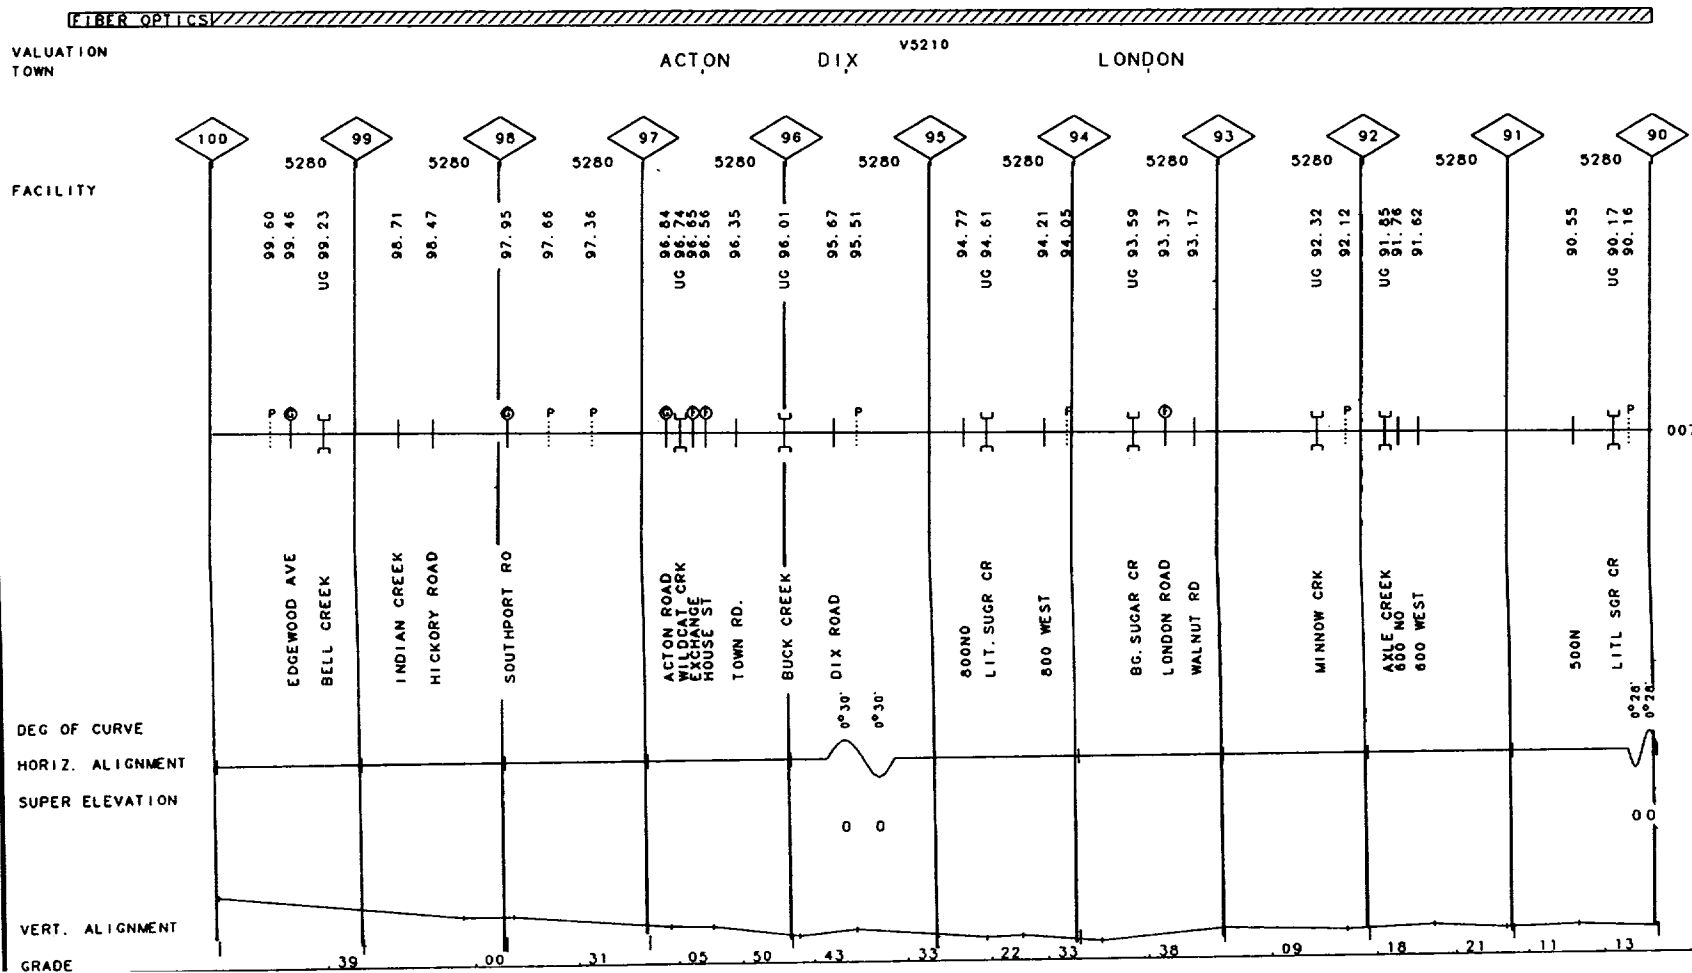 FIBER OPTICS
VALUATION
V5210
TOWN
ACTON DIX LONDON
100 99 98 97 96 95 94 93 92 91 90
5280 5280 5280 5280 5280 5280 5280 5280 5280 5280
FACILITY
99.60
99.46
UG 99.23
98.71
98.47
97.95
97.66
97.36
96.84
UG 96.74
96.65
96.56
96.35
UG 96.01
95.67
95.51
94.77
UG 94.61
94.21
94.05
UG 93.59
93.37
93.17
UG 92.32
92.12
UG 91.85
91.76
91.62
90.55
UG 90.17
90.16
P G G P P G F F P P F P P
007
EDGEWOOD AVE
BELL CREEK
INDIAN CREEK
HICKORY ROAD
SOUTHPORT RO
ACTON ROAD
WILDCAT CRK
EXCHANGE
HOUSE ST
TOWN RD.
BUCK CREEK
DIX ROAD
800NO
LIT.SUGR CR
800 WEST
BG.SUGAR CR
LONDON ROAD
WALNUT RD
MINNOW CRK
AXLE CREEK
600 NO
600 WEST
500N
LITL SGR CR
DEG OF CURVE
0°30' 0°30' 0°28' 0°28'
HORIZ. ALIGNMENT
SUPER ELEVATION
0 0 0 0
VERT. ALIGNMENT
GRADE
.39 .00 .31 .05 .50 .43 .33 .22 .33 .38 .09 .18 .21 .11 .13